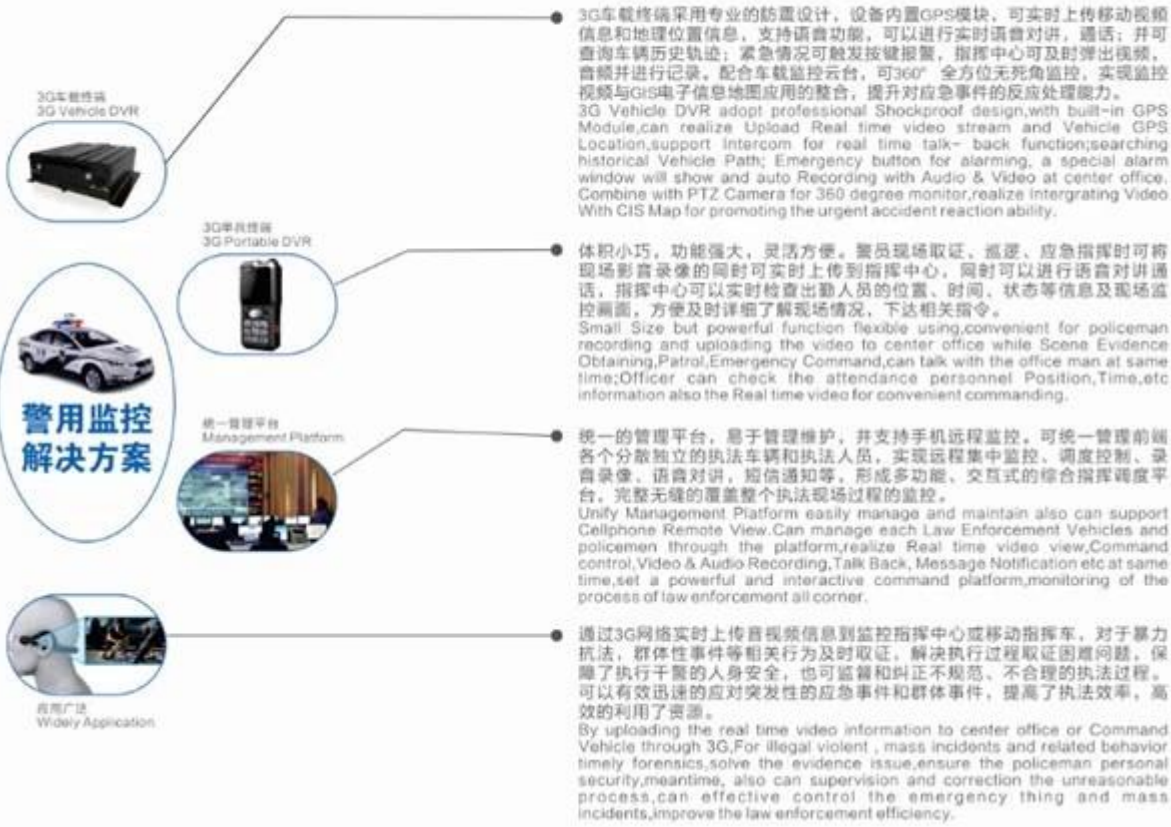 3G车载终端采用专业的防震设计，设备内置GPS模块，可实时上传移动视频
信息和地理位置信息，支持语音功能，可以进行实时语音对讲，通话；并可
查询车辆历史轨迹；紧急情况可触发按键报警，指挥中心可及时弹出视频，
音频并进行记录。配合车载监控云台，可360° 全方位无死角监控，实现监控
视频与GIS电子信息地图应用的整合，提升对应急事件的反应处理能力。
3G Vehicle DVR adopt professional Shockproof design,with built-in GPS
Module,can realize Upload Real time video stream and Vehicle GPS
Location,support Intercom for real time talk- back function;searching
historical Vehicle Path; Emergency button for alarming, a special alarm
window will show and auto Recording with Audio & Video at center office.
Combine with PTZ Camera for 360 degree monitor,realize Intergrating Video
With CIS Map for promoting the urgent accident reaction ability.
3G车载终端
3G Vehicle DVR
3G单兵终端
3G Portable DVR
体积小巧，功能强大，灵活方便。警员现场取证、巡逻、应急指挥时可将
现场影音录像的同时可实时上传到指挥中心，同时可以进行语音对讲通
话，指挥中心可以实时检查出勤人员的位置、时间、状态等信息及现场监
控画面，方便及时详细了解现场情况，下达相关指令。
Small Size but powerful function flexible using,convenient for policeman
recording and uploading the video to center office while Scene Evidence
Obtaining,Patrol,Emergency Command,can talk with the office man at same
time;Officer can check the attendance personnel Position,Time,etc
information also the Real time video for convenient commanding.
警用监控
解决方案
统一管理平台
Management Platform
统一的管理平台，易于管理维护，并支持手机远程监控。可统一管理前端
各个分散独立的执法车辆和执法人员，实现远程集中监控、调度控制、录
音录像、语音对讲，短信通知等，形成多功能、交互式的综合指挥调度平
台。完整无缝的覆盖整个执法现场过程的监控。
Unify Management Platform easily manage and maintain also can support
Cellphone Remote View.Can manage each Law Enforcement Vehicles and
policemen through the platform,realize Real time video view,Command
control,Video & Audio Recording,Talk Back, Message Notification etc at same
time,set a powerful and interactive command platform,monitoring of the
process of law enforcement all corner.
应用广泛
Widely Application
通过3G网络实时上传音视频信息到监控指挥中心或移动指挥车，对于暴力
抗法，群体性事件等相关行为及时取证，解决执行过程取证困难问题，保
障了执行干警的人身安全，也可监督和纠正不规范、不合理的执法过程。
可以有效迅速的应对突发性的应急事件和群体事件，提高了执法效率，高
效的利用了资源。
By uploading the real time video information to center office or Command
Vehicle through 3G,For illegal violent , mass incidents and related behavior
timely forensics,solve the evidence issue,ensure the policeman personal
security,meantime, also can supervision and correction the unreasonable
process,can effective control the emergency thing and mass
incidents,improve the law enforcement efficiency.